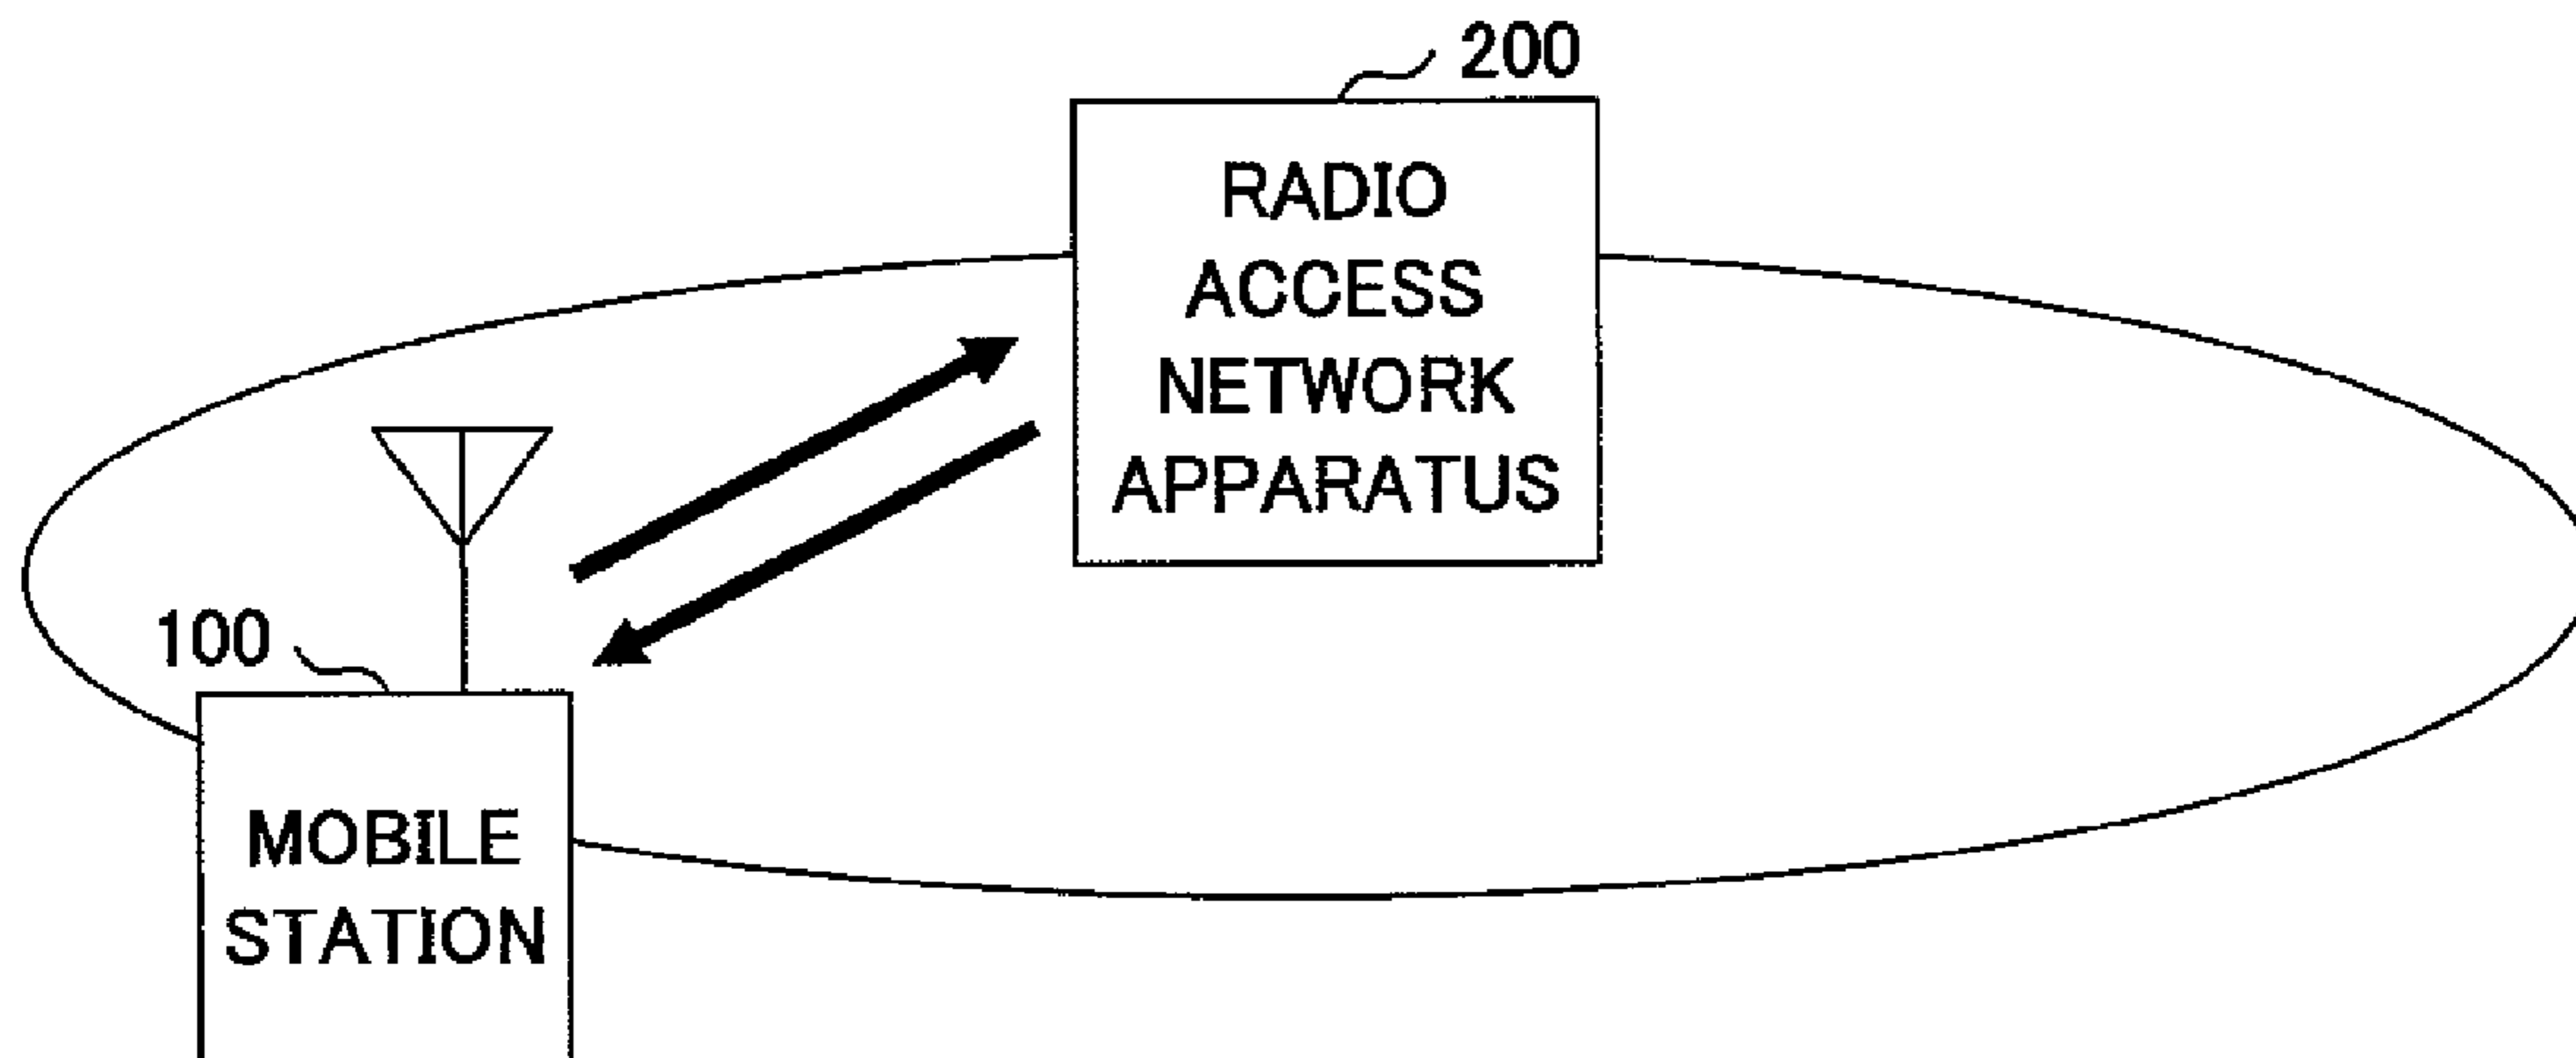 200
RADIO
ACCESS
NETWORK
APPARATUS
100
MOBILE
STATION